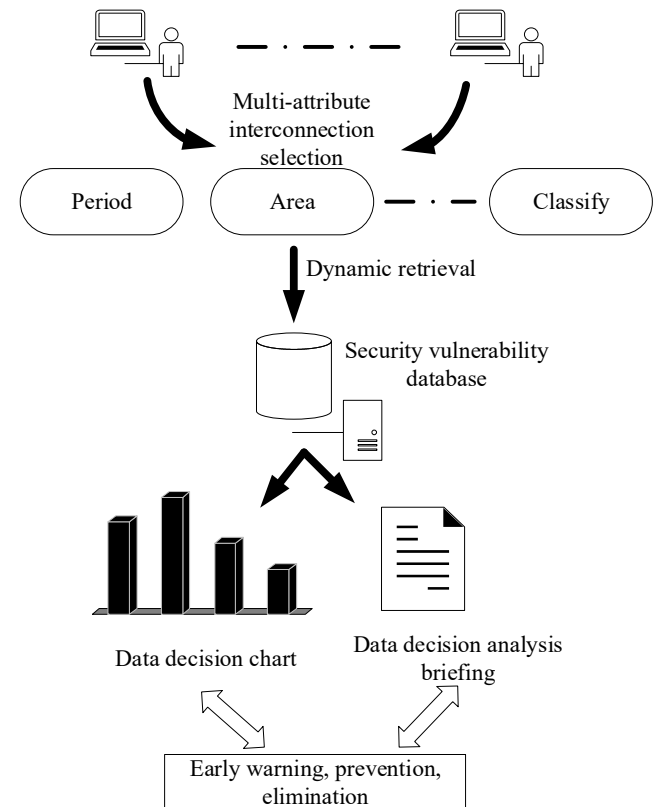 Multi-attribute
interconnection
selection
Period
Area
Classify
Dynamic retrieval
Security vulnerability
database
Data decision chart
Data decision analysis
briefing
Early warning, prevention,
elimination